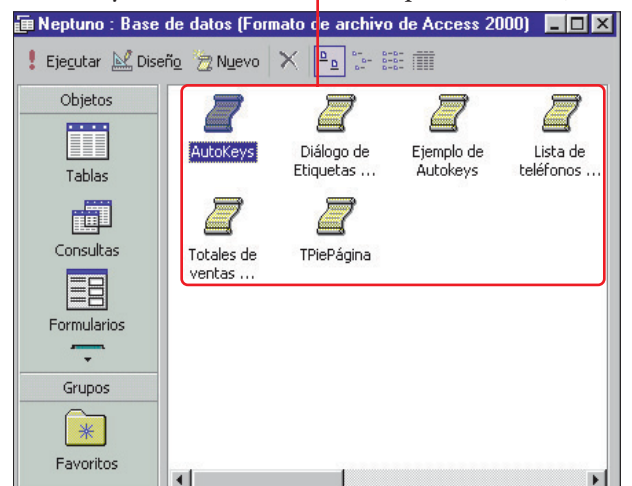 Neptuno : Base de datos (Formato de archivo de Access 2000)
Ejecutar Diseño Nuevo
Objetos
Tablas
Consultas
Formularios
Grupos
Favoritos
AutoKeys
Diálogo de
Etiquetas ...
Ejemplo de
Autokeys
Lista de
teléfonos ...
Totales de
ventas ...
TPiePágina